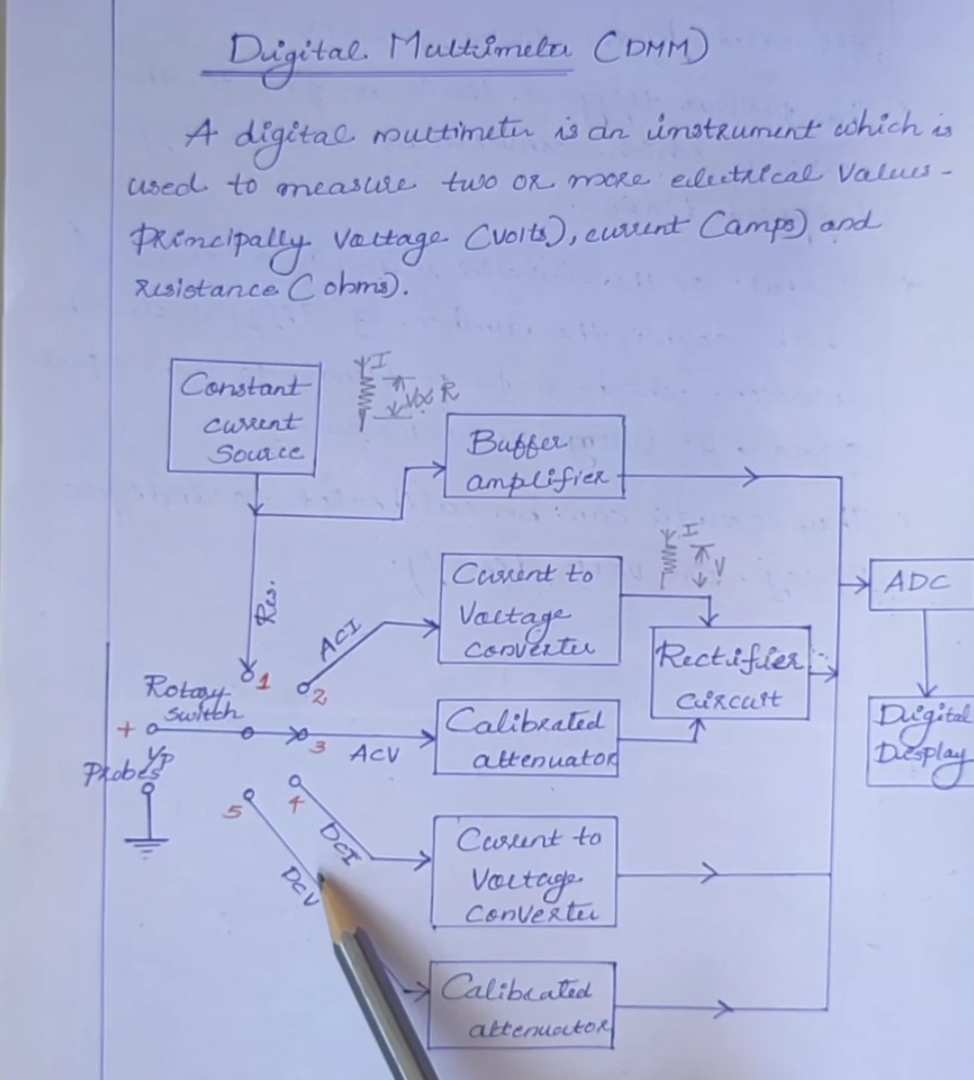 Digital Multimeter (DMM)
A digital multimeter is an instrument which is
used to measure two or more electrical values -
principally voltage (volts), current (amps) and
resistance (ohms).
Constant
current
Source
I
V∝R
Buffer
amplifier
Res.
ACI
Current to
Voltage
converter
I
V
Rectifier
circuit
ADC
Digital
Display
1
2
Rotary
switch
+
3
ACV
Calibrated
attenuator
I/P
Probes
4
5
DCI
DCV
Current to
Voltage
Converter
Calibrated
attenuator